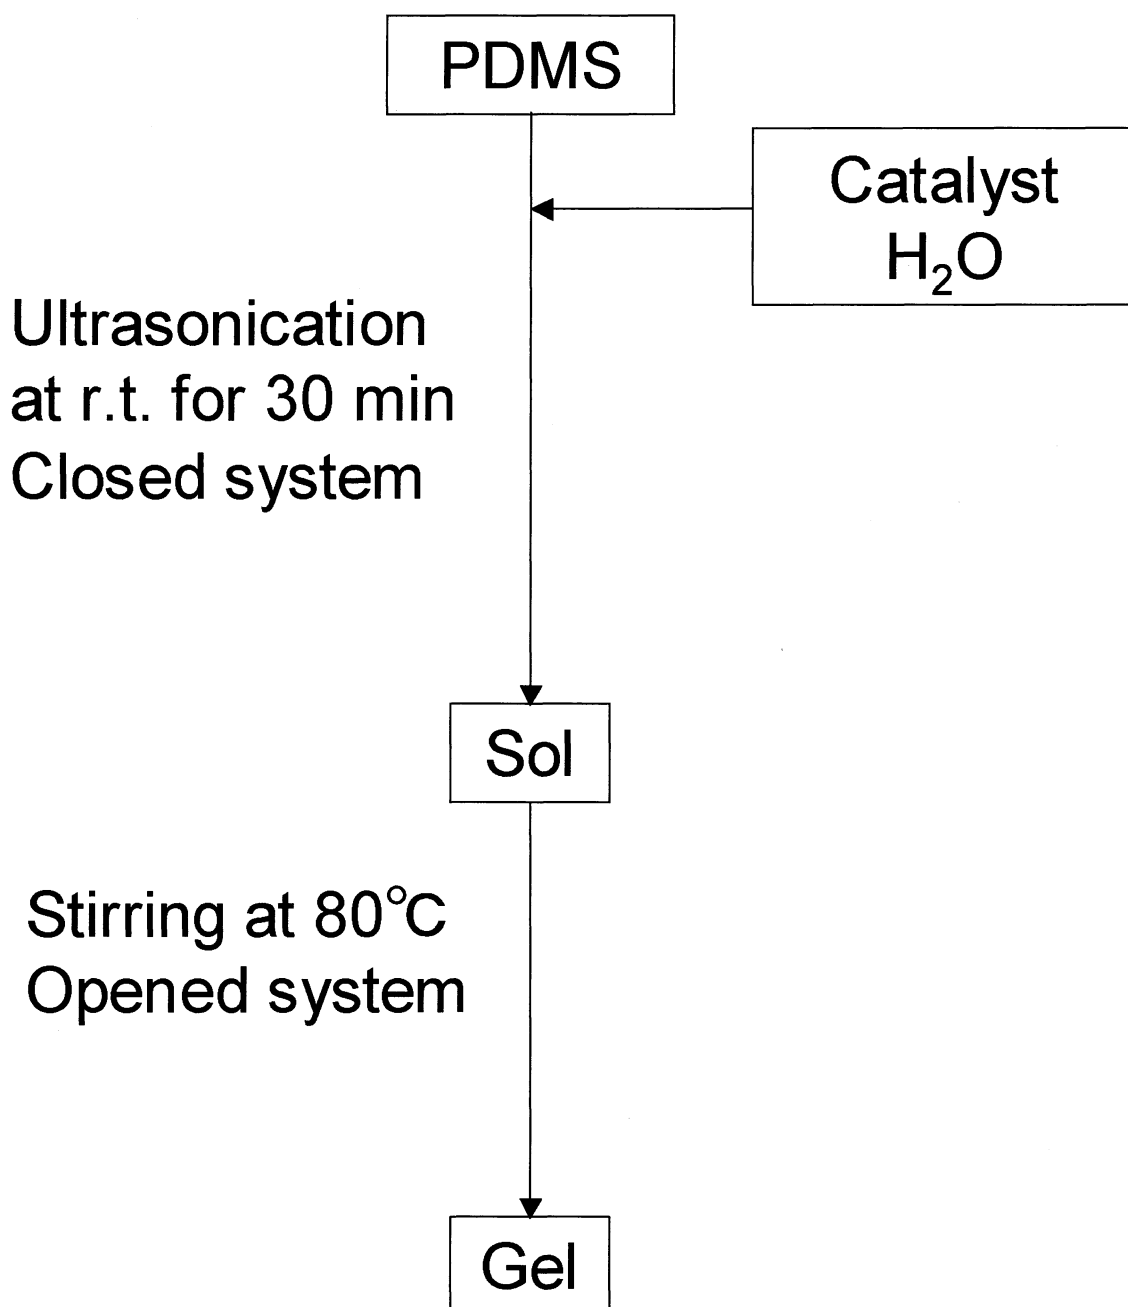 PDMS
Catalyst
H₂O
Ultrasonication
at r.t. for 30 min
Closed system
Sol
Stirring at 80°C
Opened system
Gel